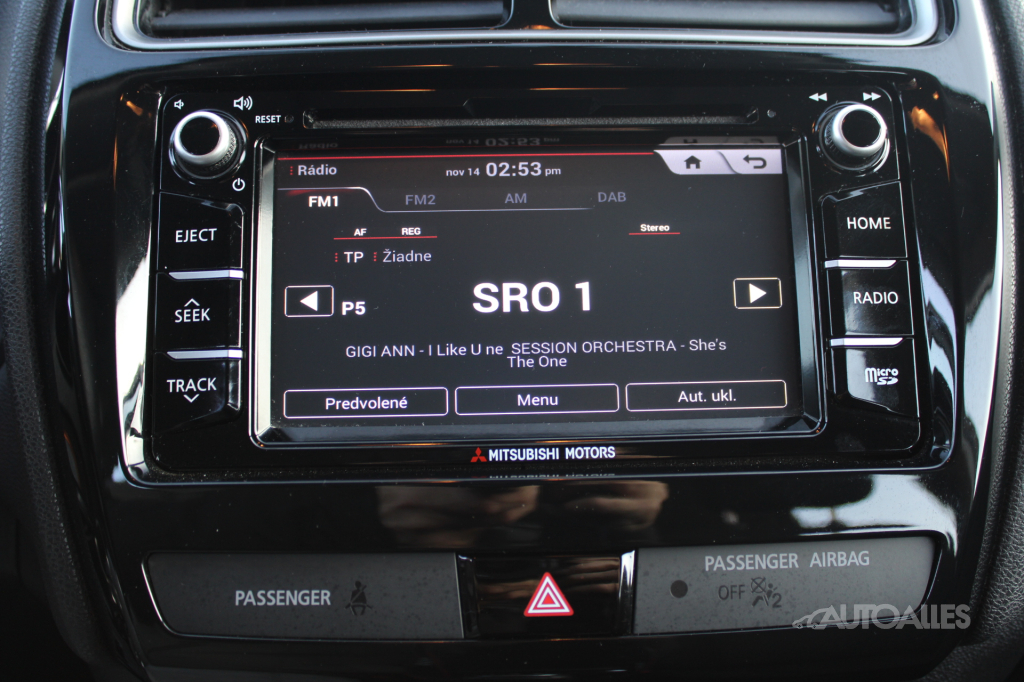 RESET
Rádio
nov 14 02:53 pm
FM1 FM2 AM DAB
AF REG Stereo
TP Žiadne
P5 SRO 1
GIGI ANN - I Like U ne SESSION ORCHESTRA - She's
The One
Predvolené Menu Aut. ukl.
EJECT
SEEK
TRACK
HOME
RADIO
Micro SD
MITSUBISHI MOTORS
PASSENGER
PASSENGER AIRBAG
OFF 2
AUTOALLES